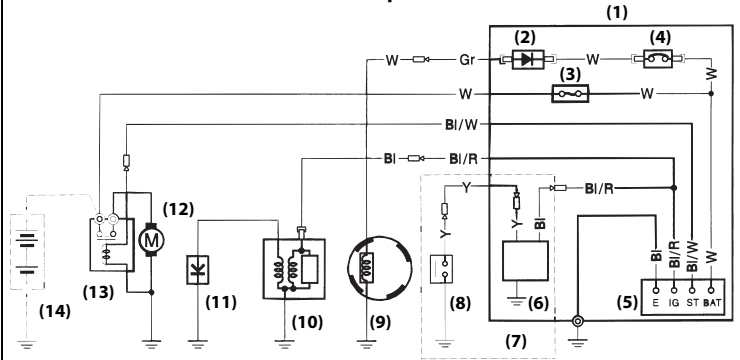 (1)
(2) (4)
W Gr W W
(3)
W W
Bl/W
Bl Bl/R
Y Bl/R
Y Y Bl
(12)
M
Bl Bl/R Bl/W W
E IG ST BAT
(5)
(6)
(7)
(8)
(9)
(10)
(11)
(13)
(14)